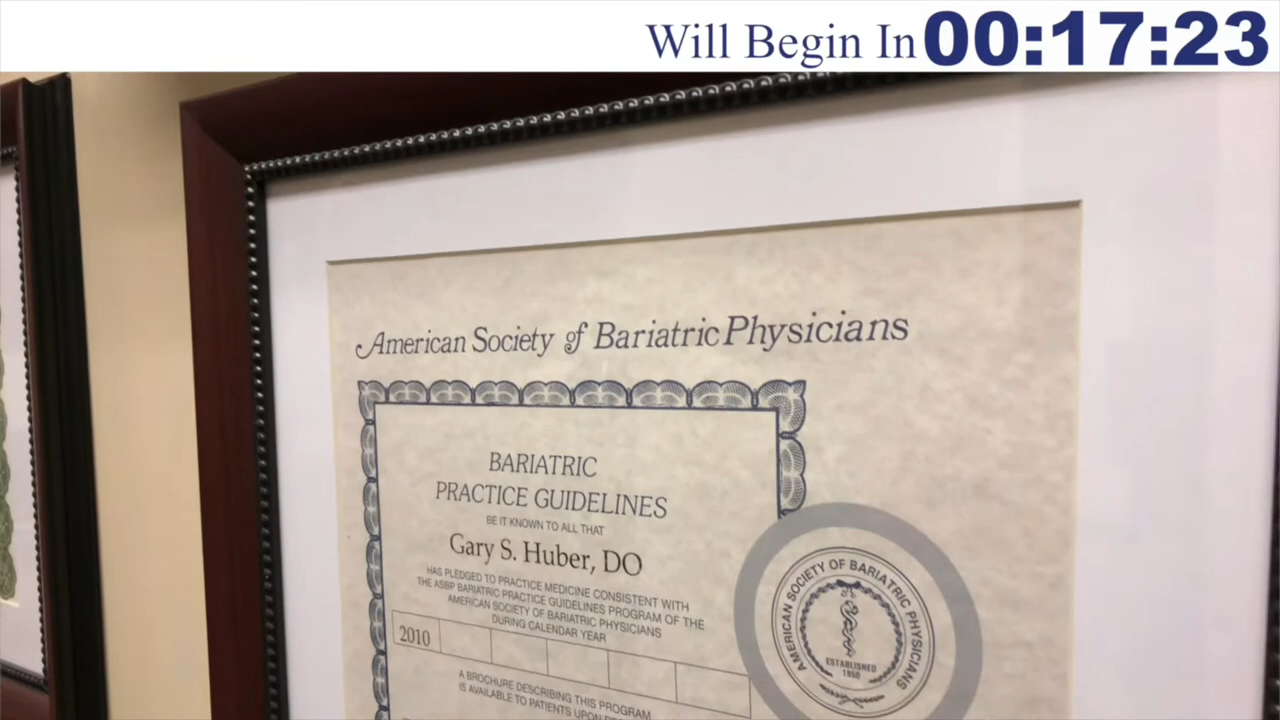 Will Begin In 00:17:23
American Society of Bariatric Physicians
BARIATRIC
PRACTICE GUIDELINES
BE IT KNOWN TO ALL THAT
Gary S. Huber, DO
HAS PLEDGED TO PRACTICE MEDICINE CONSISTENT WITH
THE ASBP BARIATRIC PRACTICE GUIDELINES PROGRAM OF THE
AMERICAN SOCIETY OF BARIATRIC PHYSICIANS
DURING CALENDAR YEAR
2010
A BROCHURE DESCRIBING THIS PROGRAM
IS AVAILABLE TO PATIENTS UPON
AMERICAN SOCIETY OF BARIATRIC PHYSICIANS
ESTABLISHED
1950